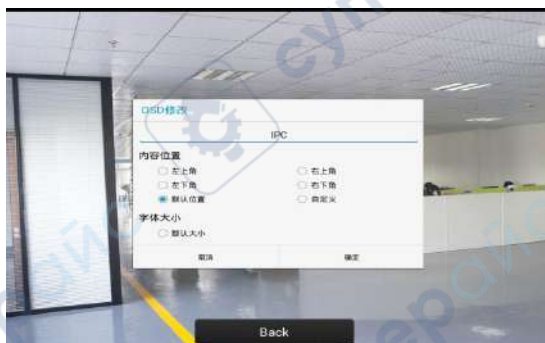 OSD修改
IPC
内容位置
左上角 右上角
左下角 右下角
默认位置 自定义
字体大小
默认大小
取消 确定
Back